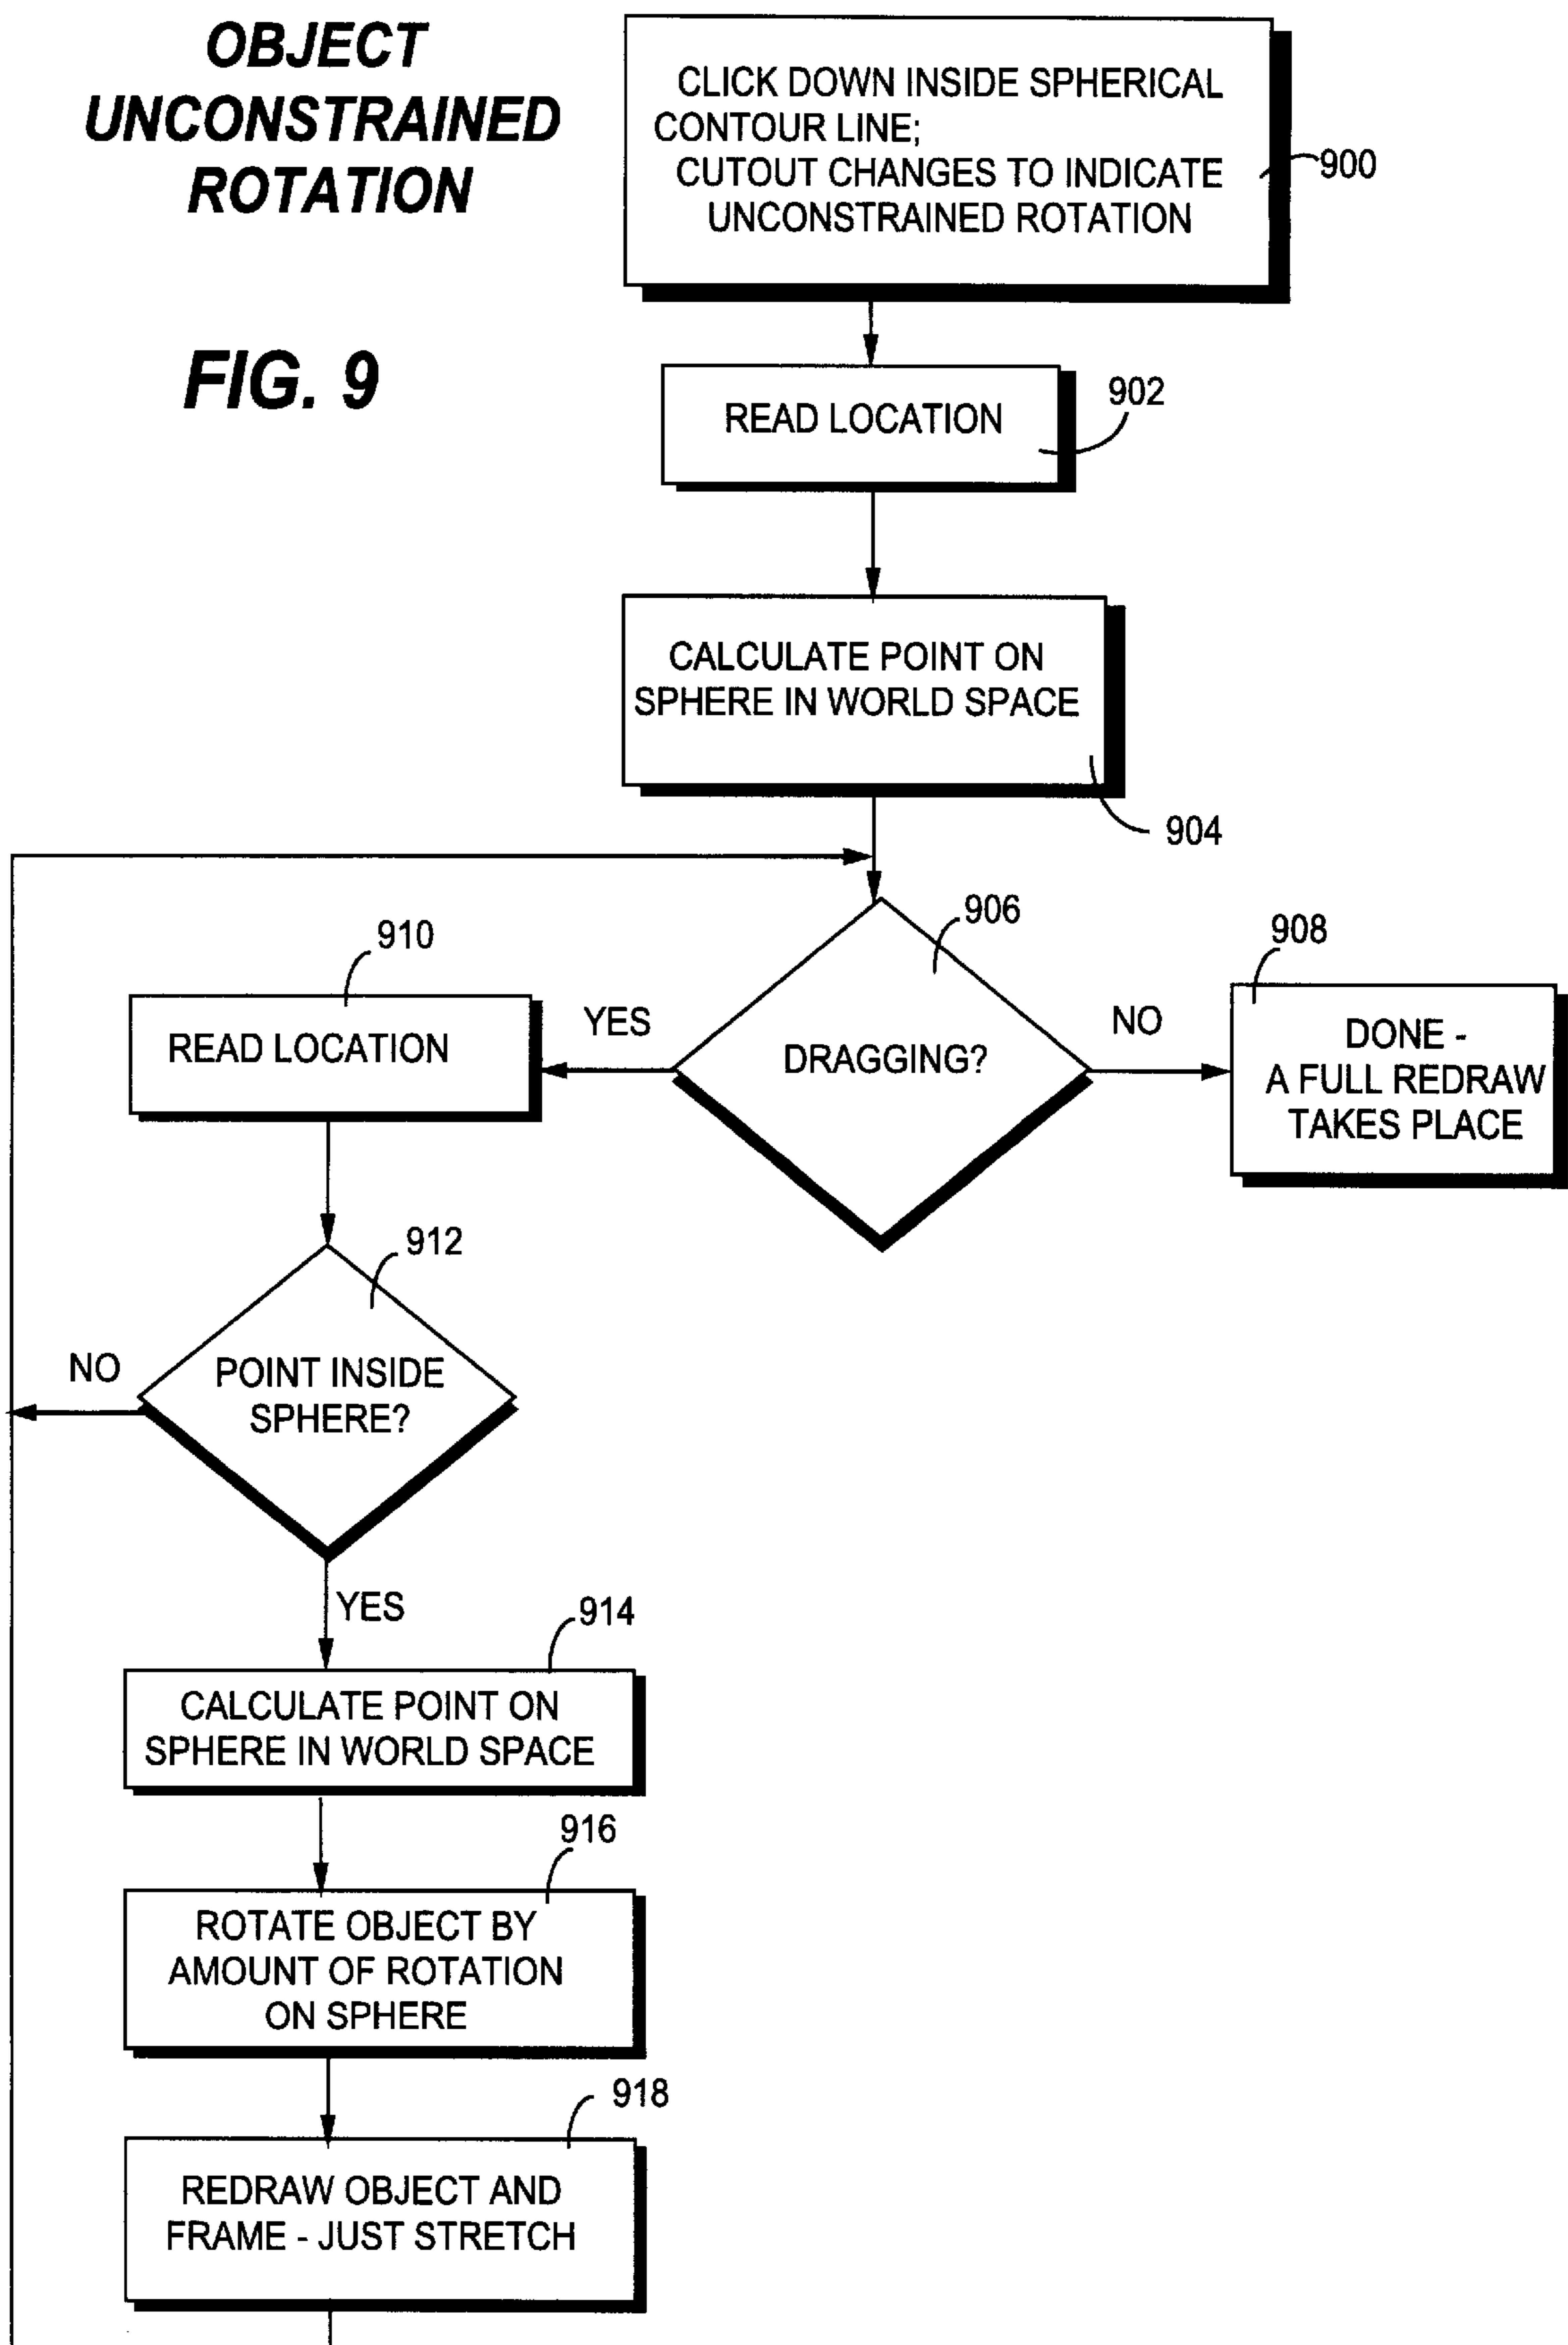 OBJECT
UNCONSTRAINED
ROTATION
FIG. 9
CLICK DOWN INSIDE SPHERICAL
CONTOUR LINE;
CUTOUT CHANGES TO INDICATE
UNCONSTRAINED ROTATION
900
READ LOCATION
902
CALCULATE POINT ON
SPHERE IN WORLD SPACE
904
906
DRAGGING?
YES
NO
908
DONE -
A FULL REDRAW
TAKES PLACE
910
READ LOCATION
912
POINT INSIDE
SPHERE?
NO
YES
914
CALCULATE POINT ON
SPHERE IN WORLD SPACE
916
ROTATE OBJECT BY
AMOUNT OF ROTATION
ON SPHERE
918
REDRAW OBJECT AND
FRAME - JUST STRETCH